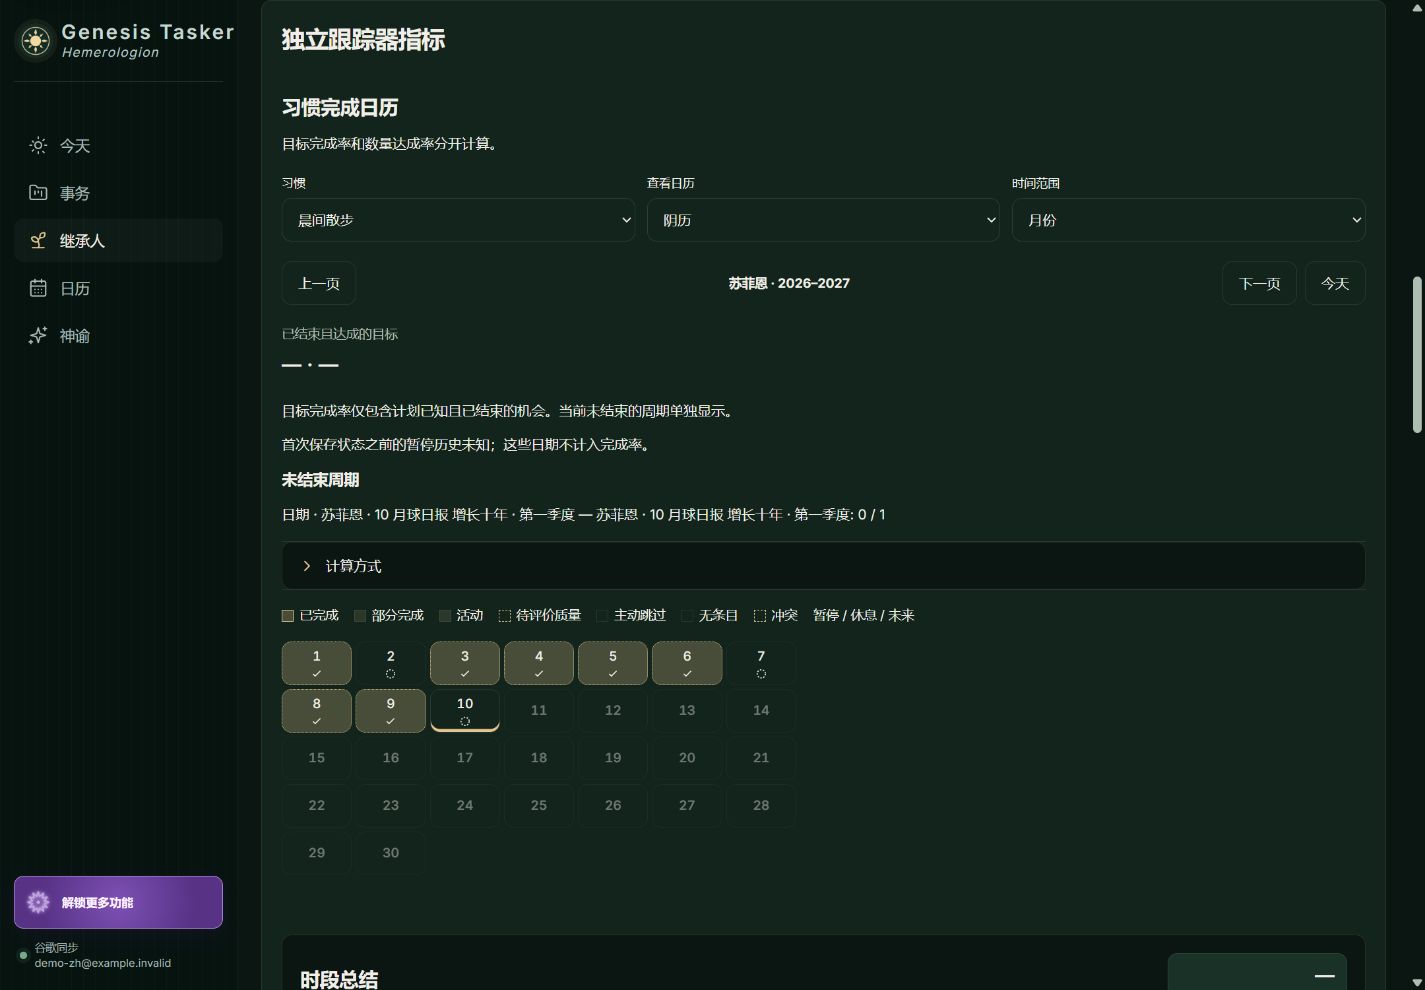 Genesis Tasker
Hemerologion
今天
事务
继承人
日历
神谕
解锁更多功能
谷歌同步
demo-zh@example.invalid
独立跟踪器指标
习惯完成日历
目标完成率和数量达成率分开计算。
习惯 查看日历 时间范围
晨间散步 阴历 月份
上一页 苏菲恩 · 2026–2027 下一页 今天
已结束且达成的目标
— · —
目标完成率仅包含计划已知且已结束的机会。当前未结束的周期单独显示。
首次保存状态之前的暂停历史未知；这些日期不计入完成率。
未结束周期
日期 · 苏菲恩 · 10 月球日报 增长十年 · 第一季度 — 苏菲恩 · 10 月球日报 增长十年 · 第一季度: 0 / 1
计算方式
已完成 部分完成 活动 待评价质量 主动跳过 无条目 冲突 暂停 / 休息 / 未来
1 2 3 4 5 6 7
8 9 10 11 12 13 14
15 16 17 18 19 20 21
22 23 24 25 26 27 28
29 30
时段总结 —